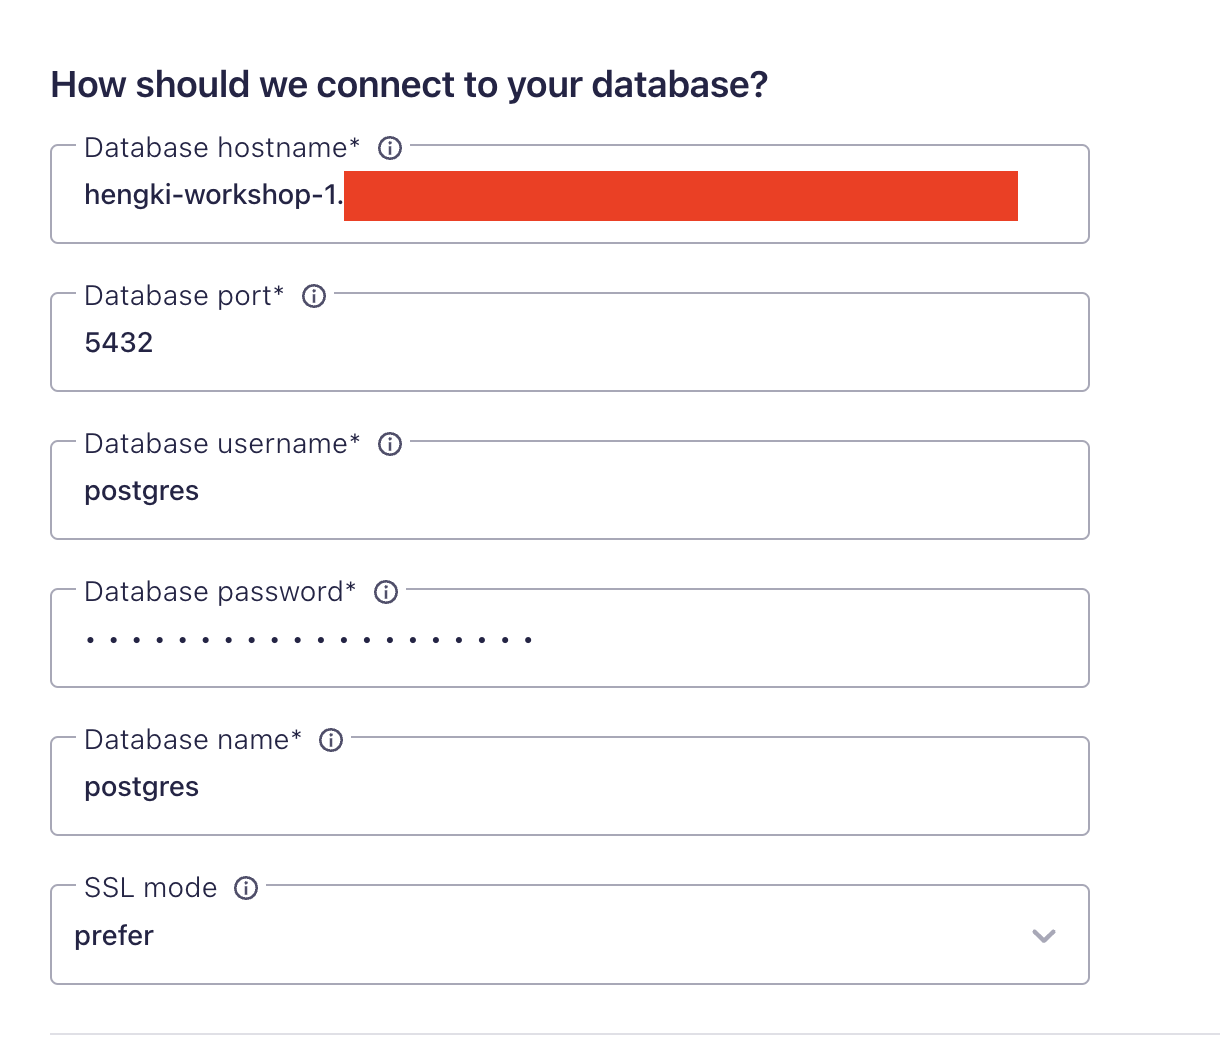 How should we connect to your database?
Database hostname*
hengki-workshop-1.
Database port*
5432
Database username*
postgres
Database password*
• • • • • • • • • • • • • • • • • • • •
Database name*
postgres
SSL mode
prefer